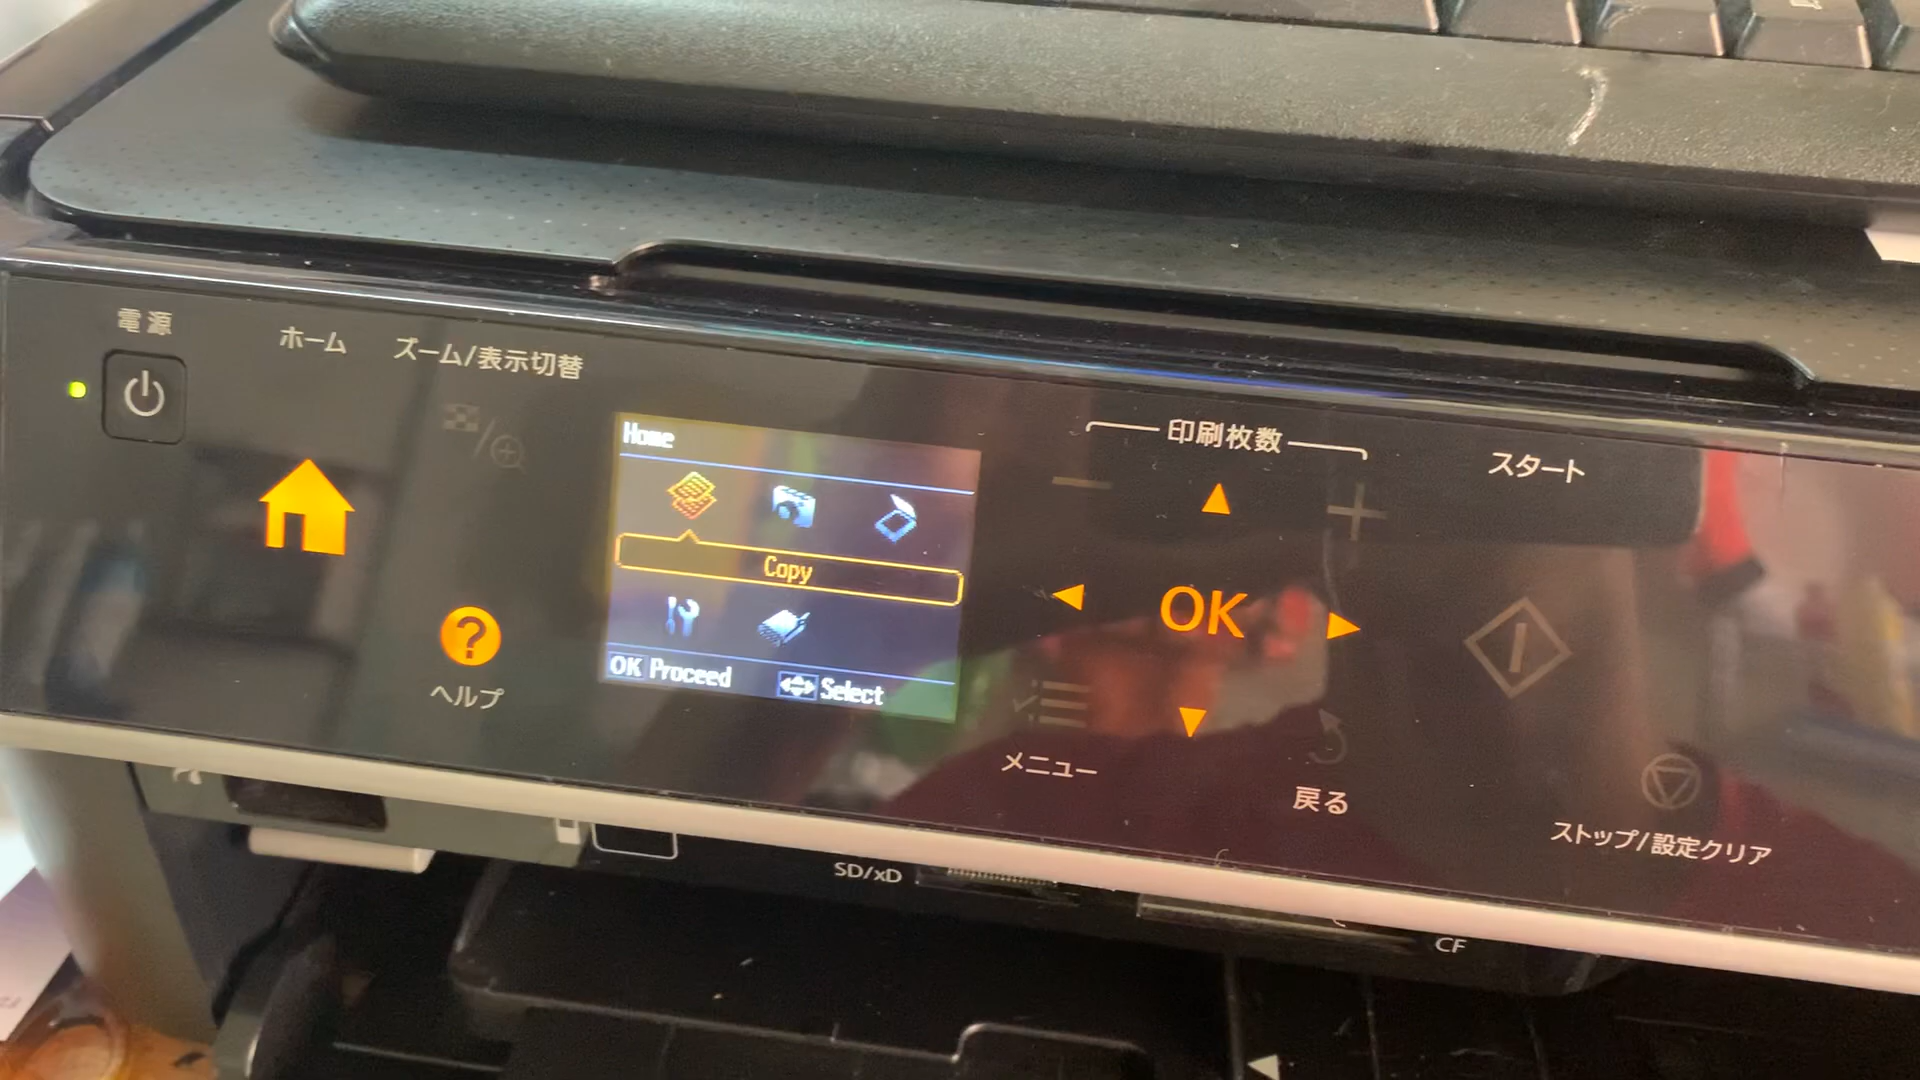 電源
ホーム
ズーム/表示切替
印刷枚数
スタート
Home
Copy
OK Proceed
Select
OK
ヘルプ
メニュー
戻る
ストップ/設定クリア
SD/xD
CF